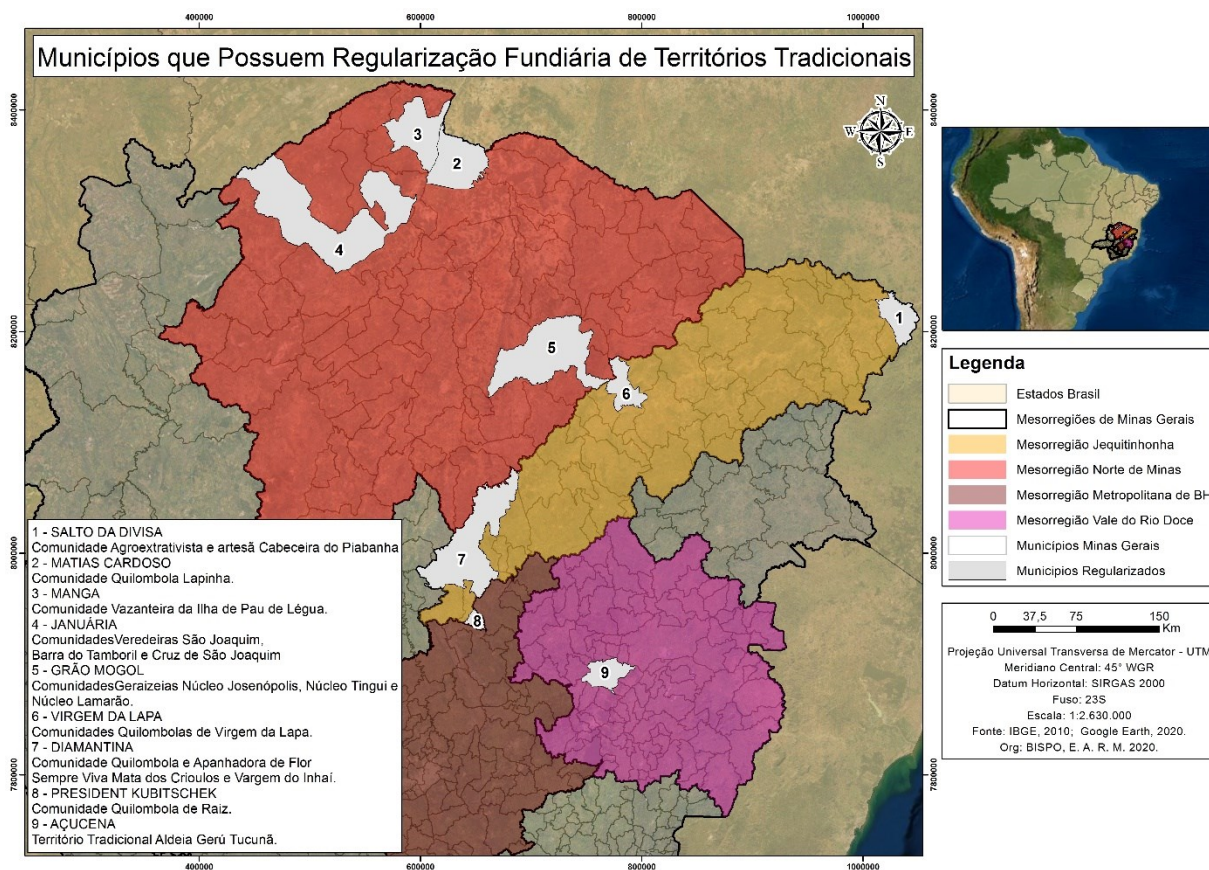 400000
600000
800000
1000000
Municípios que Possuem Regularização Fundiária de Territórios Tradicionais
8400000
8400000
N
W
E
S
3
2
4
1
8200000
8200000
5
6
7
8000000
8000000
8
9
7800000
7800000
1 - SALTO DA DIVISA
Comunidade Agroextrativista e artesã Cabeceira do Piabanha
2 - MATIAS CARDOSO
Comunidade Quilombola Lapinha.
3 - MANGA
Comunidade Vazanteira da Ilha de Pau de Légua.
4 - JANUÁRIA
ComunidadesVeredeiras São Joaquim,
Barra do Tamboril e Cruz de São Joaquim
5 - GRÃO MOGOL
ComunidadesGeraizeias Núcleo Josenópolis, Núcleo Tingui e
Núcleo Lamarão.
6 - VIRGEM DA LAPA
Comunidades Quilombolas de Virgem da Lapa.
7 - DIAMANTINA
Comunidade Quilombola e Apanhadora de Flor
Sempre Viva Mata dos Crioulos e Vargem do Inhaí.
8 - PRESIDENT KUBITSCHEK
Comunidade Quilombola de Raiz.
9 - AÇUCENA
Território Tradicional Aldeia Gerú Tucunã.
400000
600000
800000
1000000
Legenda
Estados Brasil
Mesorregiões de Minas Gerais
Mesorregião Jequitinhonha
Mesorregião Norte de Minas
Mesorregião Metropolitana de BH
Mesorregião Vale do Rio Doce
Municípios Minas Gerais
Municipios Regularizados
0 37,5 75 150
Km
Projeção Universal Transversa de Mercator - UTM
Meridiano Central: 45° WGR
Datum Horizontal: SIRGAS 2000
Fuso: 23S
Escala: 1:2.630.000
Fonte: IBGE, 2010; Google Earth, 2020.
Org: BISPO, E. A. R. M. 2020.